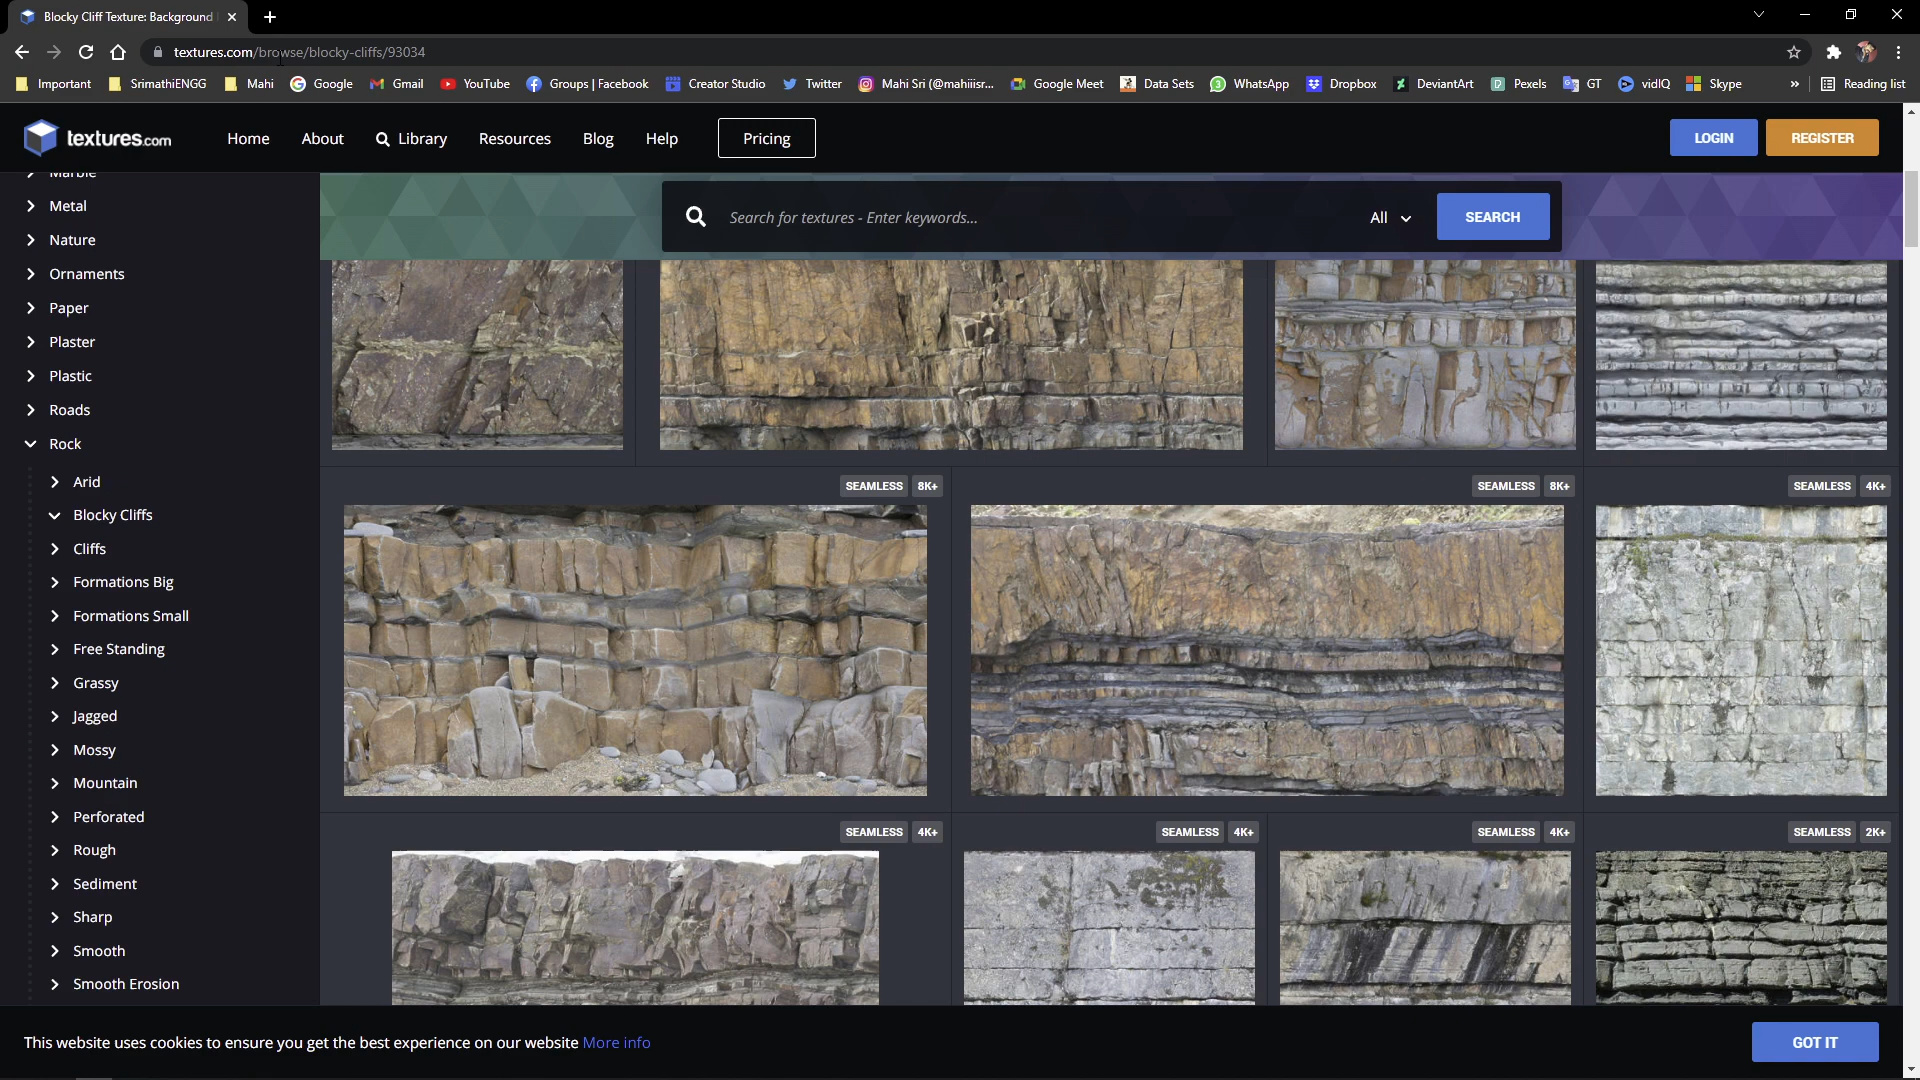 Blocky Cliff Texture: Background
textures.com/browse/blocky-cliffs/93034
Important SrimathiENGG Mahi Google Gmail YouTube Groups | Facebook Creator Studio Twitter Mahi Sri (@mahiiisr... Google Meet Data Sets WhatsApp Dropbox DeviantArt Pexels GT vidIQ Skype » Reading list
textures.com Home About Library Resources Blog Help Pricing LOGIN REGISTER
Marble
Metal
Nature
Ornaments
Paper
Plaster
Plastic
Roads
Rock
Arid
Blocky Cliffs
Cliffs
Formations Big
Formations Small
Free Standing
Grassy
Jagged
Mossy
Mountain
Perforated
Rough
Sediment
Sharp
Smooth
Smooth Erosion
Search for textures - Enter keywords... All SEARCH
SEAMLESS 8K+ SEAMLESS 8K+ SEAMLESS 4K+
SEAMLESS 4K+ SEAMLESS 4K+ SEAMLESS 4K+ SEAMLESS 2K+
This website uses cookies to ensure you get the best experience on our website More info GOT IT